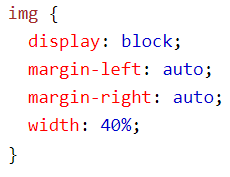 img {
  display: block;
  margin-left: auto;
  margin-right: auto;
  width: 40%;
}